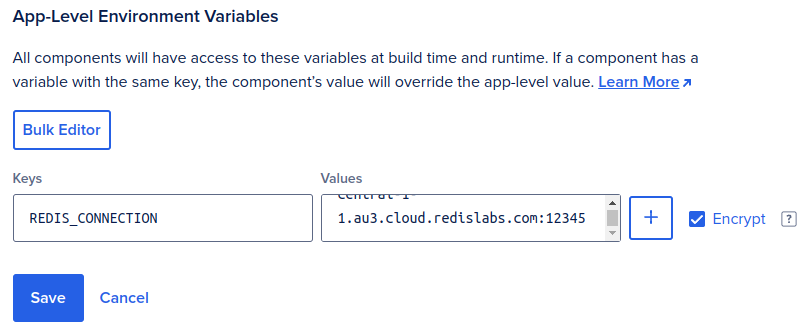 App-Level Environment Variables
All components will have access to these variables at build time and runtime. If a component has a
variable with the same key, the component's value will override the app-level value. Learn More
Bulk Editor
Keys
Values
REDIS_CONNECTION
central-1-
1.au3.cloud.redislabs.com:12345
+
Encrypt
?
Save
Cancel